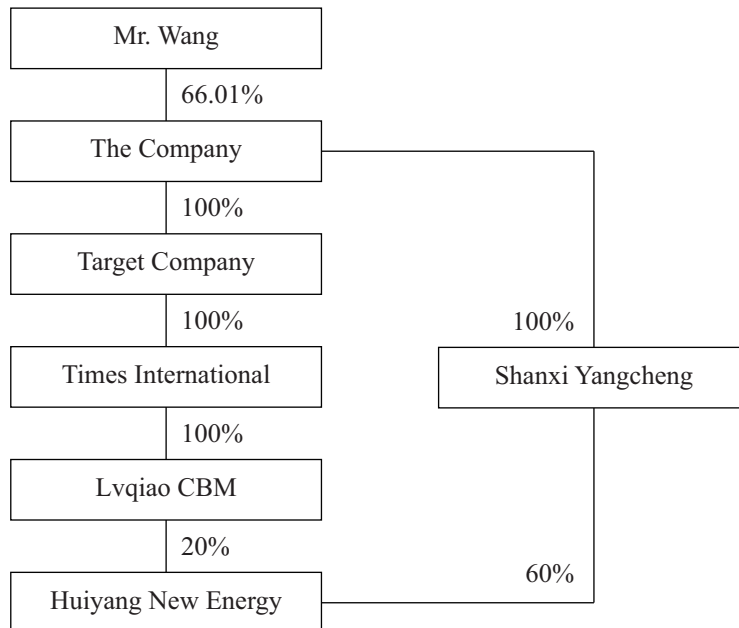 Mr. Wang
66.01%
The Company
100%
Target Company
100%
100%
Times International
Shanxi Yangcheng
100%
Lvqiao CBM
20%
60%
Huiyang New Energy